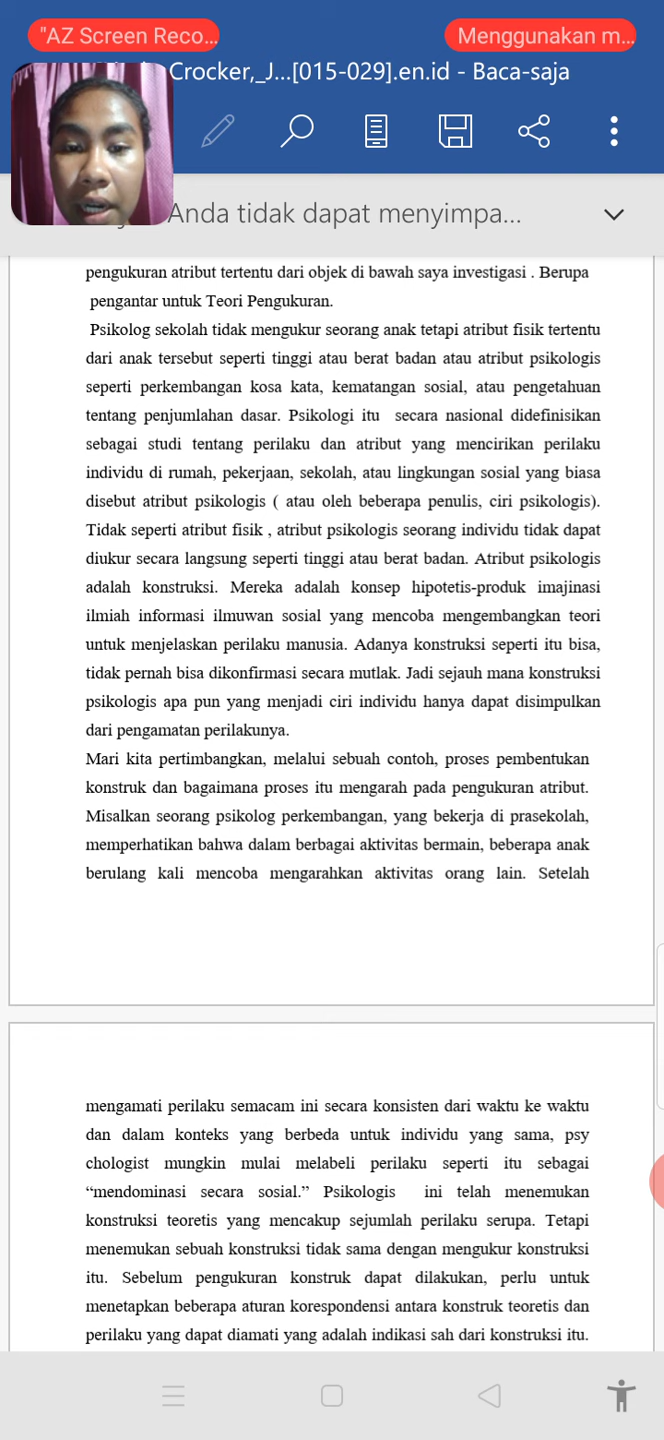 "AZ Screen Reco...
Menggunakan m...
Crocker,_J...[015-029].en.id - Baca-saja
Anda tidak dapat menyimpa...
pengukuran atribut tertentu dari objek di bawah saya investigasi . Berupa
pengantar untuk Teori Pengukuran.
Psikolog sekolah tidak mengukur seorang anak tetapi atribut fisik tertentu
dari anak tersebut seperti tinggi atau berat badan atau atribut psikologis
seperti perkembangan kosa kata, kematangan sosial, atau pengetahuan
tentang penjumlahan dasar. Psikologi itu secara nasional didefinisikan
sebagai studi tentang perilaku dan atribut yang mencirikan perilaku
individu di rumah, pekerjaan, sekolah, atau lingkungan sosial yang biasa
disebut atribut psikologis ( atau oleh beberapa penulis, ciri psikologis).
Tidak seperti atribut fisik , atribut psikologis seorang individu tidak dapat
diukur secara langsung seperti tinggi atau berat badan. Atribut psikologis
adalah konstruksi. Mereka adalah konsep hipotetis-produk imajinasi
ilmiah informasi ilmuwan sosial yang mencoba mengembangkan teori
untuk menjelaskan perilaku manusia. Adanya konstruksi seperti itu bisa,
tidak pernah bisa dikonfirmasi secara mutlak. Jadi sejauh mana konstruksi
psikologis apa pun yang menjadi ciri individu hanya dapat disimpulkan
dari pengamatan perilakunya.
Mari kita pertimbangkan, melalui sebuah contoh, proses pembentukan
konstruk dan bagaimana proses itu mengarah pada pengukuran atribut.
Misalkan seorang psikolog perkembangan, yang bekerja di prasekolah,
memperhatikan bahwa dalam berbagai aktivitas bermain, beberapa anak
berulang kali mencoba mengarahkan aktivitas orang lain. Setelah
mengamati perilaku semacam ini secara konsisten dari waktu ke waktu
dan dalam konteks yang berbeda untuk individu yang sama, psy
chologist mungkin mulai melabeli perilaku seperti itu sebagai
“mendominasi secara sosial.” Psikologis ini telah menemukan
konstruksi teoretis yang mencakup sejumlah perilaku serupa. Tetapi
menemukan sebuah konstruksi tidak sama dengan mengukur konstruksi
itu. Sebelum pengukuran konstruk dapat dilakukan, perlu untuk
menetapkan beberapa aturan korespondensi antara konstruk teoretis dan
perilaku yang dapat diamati yang adalah indikasi sah dari konstruksi itu.